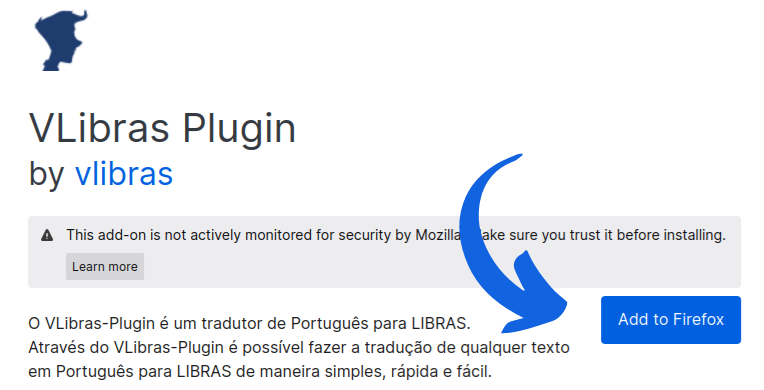 VLibras Plugin
by vlibras
This add-on is not actively monitored for security by Mozilla ake sure you trust it before installing.
Learn more
Add to Firefox
O VLibras-Plugin é um tradutor de Português para LIBRAS.
Através do VLibras-Plugin é possível fazer a tradução de qualquer texto
em Português para LIBRAS de maneira simples, rápida e fácil.